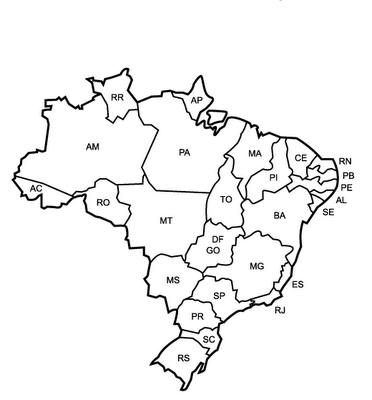 RR
AP
AM
PA
MA
CE
RN
PI
PB
PE
AC
AL
RO
TO
SE
MT
BA
DF
GO
MG
MS
ES
SP
RJ
PR
SC
RS